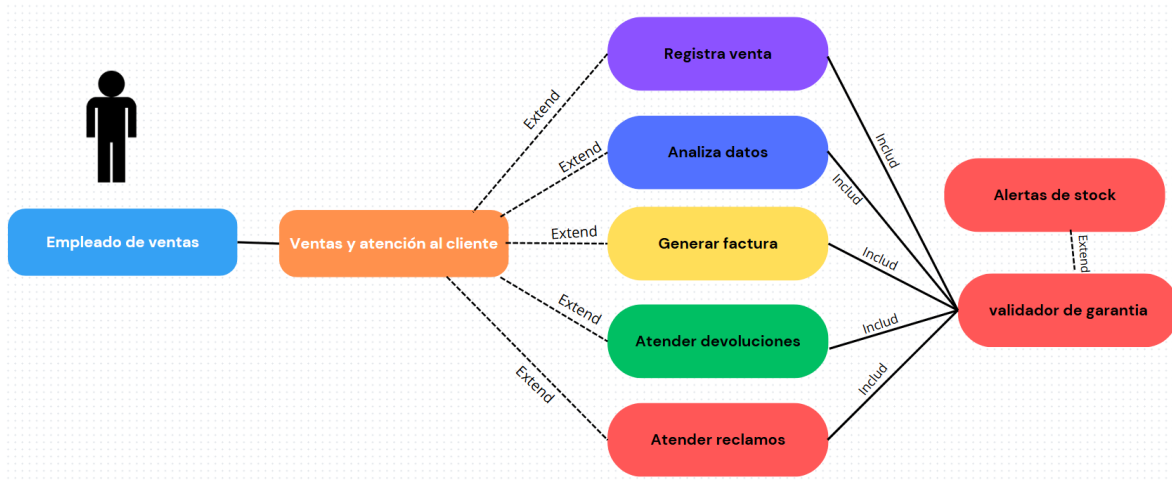 Registra venta
Extend
Includ
Analiza datos
Extend
Includ
Alertas de stock
Empleado de ventas
Ventas y atención al cliente
Extend
Generar factura
Includ
Extend
validador de garantia
Extend
Atender devoluciones
Includ
Extend
Atender reclamos
Includ